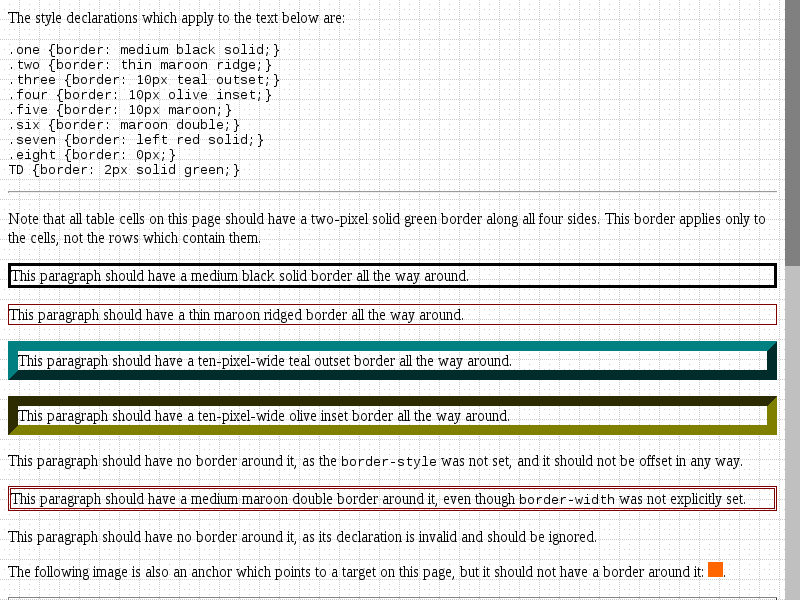 The style declarations which apply to the text below are:
.one {border: medium black solid;}
.two {border: thin maroon ridge;}
.three {border: 10px teal outset;}
.four {border: 10px olive inset;}
.five {border: 10px maroon;}
.six {border: maroon double;}
.seven {border: left red solid;}
.eight {border: 0px;}
TD {border: 2px solid green;}
Note that all table cells on this page should have a two-pixel solid green border along all four sides. This border applies only to
the cells, not the rows which contain them.
This paragraph should have a medium black solid border all the way around.
This paragraph should have a thin maroon ridged border all the way around.
This paragraph should have a ten-pixel-wide teal outset border all the way around.
This paragraph should have a ten-pixel-wide olive inset border all the way around.
This paragraph should have no border around it, as the border-style was not set, and it should not be offset in any way.
This paragraph should have a medium maroon double border around it, even though border-width was not explicitly set.
This paragraph should have no border around it, as its declaration is invalid and should be ignored.
The following image is also an anchor which points to a target on this page, but it should not have a border around it: .